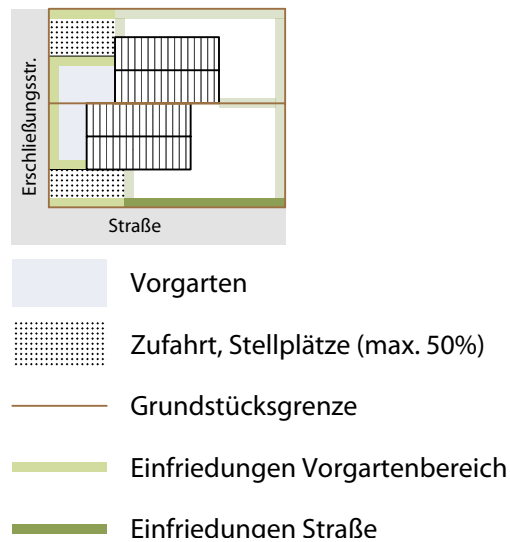 Erschließungsstr.
Straße
Vorgarten
Zufahrt, Stellplätze (max. 50%)
Grundstücksgrenze
Einfriedungen Vorgartenbereich
Einfriedungen Straße